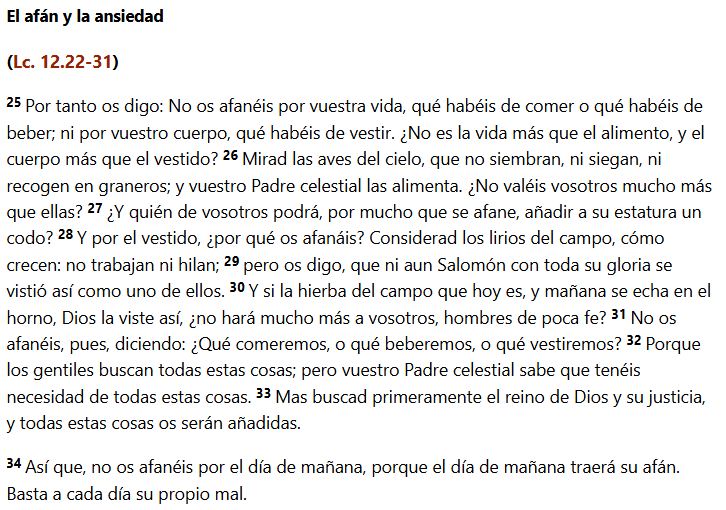 El afán y la ansiedad
(Lc. 12.22-31)
25 Por tanto os digo: No os afanéis por vuestra vida, qué habéis de comer o qué habéis de
beber; ni por vuestro cuerpo, qué habéis de vestir. ¿No es la vida más que el alimento, y el
cuerpo más que el vestido? 26 Mirad las aves del cielo, que no siembran, ni siegan, ni
recogen en graneros; y vuestro Padre celestial las alimenta. ¿No valéis vosotros mucho más
que ellas? 27 ¿Y quién de vosotros podrá, por mucho que se afane, añadir a su estatura un
codo? 28 Y por el vestido, ¿por qué os afanáis? Considerad los lirios del campo, cómo
crecen: no trabajan ni hilan; 29 pero os digo, que ni aun Salomón con toda su gloria se
vistió así como uno de ellos. 30 Y si la hierba del campo que hoy es, y mañana se echa en el
horno, Dios la viste así, ¿no hará mucho más a vosotros, hombres de poca fe? 31 No os
afanéis, pues, diciendo: ¿Qué comeremos, o qué beberemos, o qué vestiremos? 32 Porque
los gentiles buscan todas estas cosas; pero vuestro Padre celestial sabe que tenéis
necesidad de todas estas cosas. 33 Mas buscad primeramente el reino de Dios y su justicia,
y todas estas cosas os serán añadidas.
34 Así que, no os afanéis por el día de mañana, porque el día de mañana traerá su afán.
Basta a cada día su propio mal.